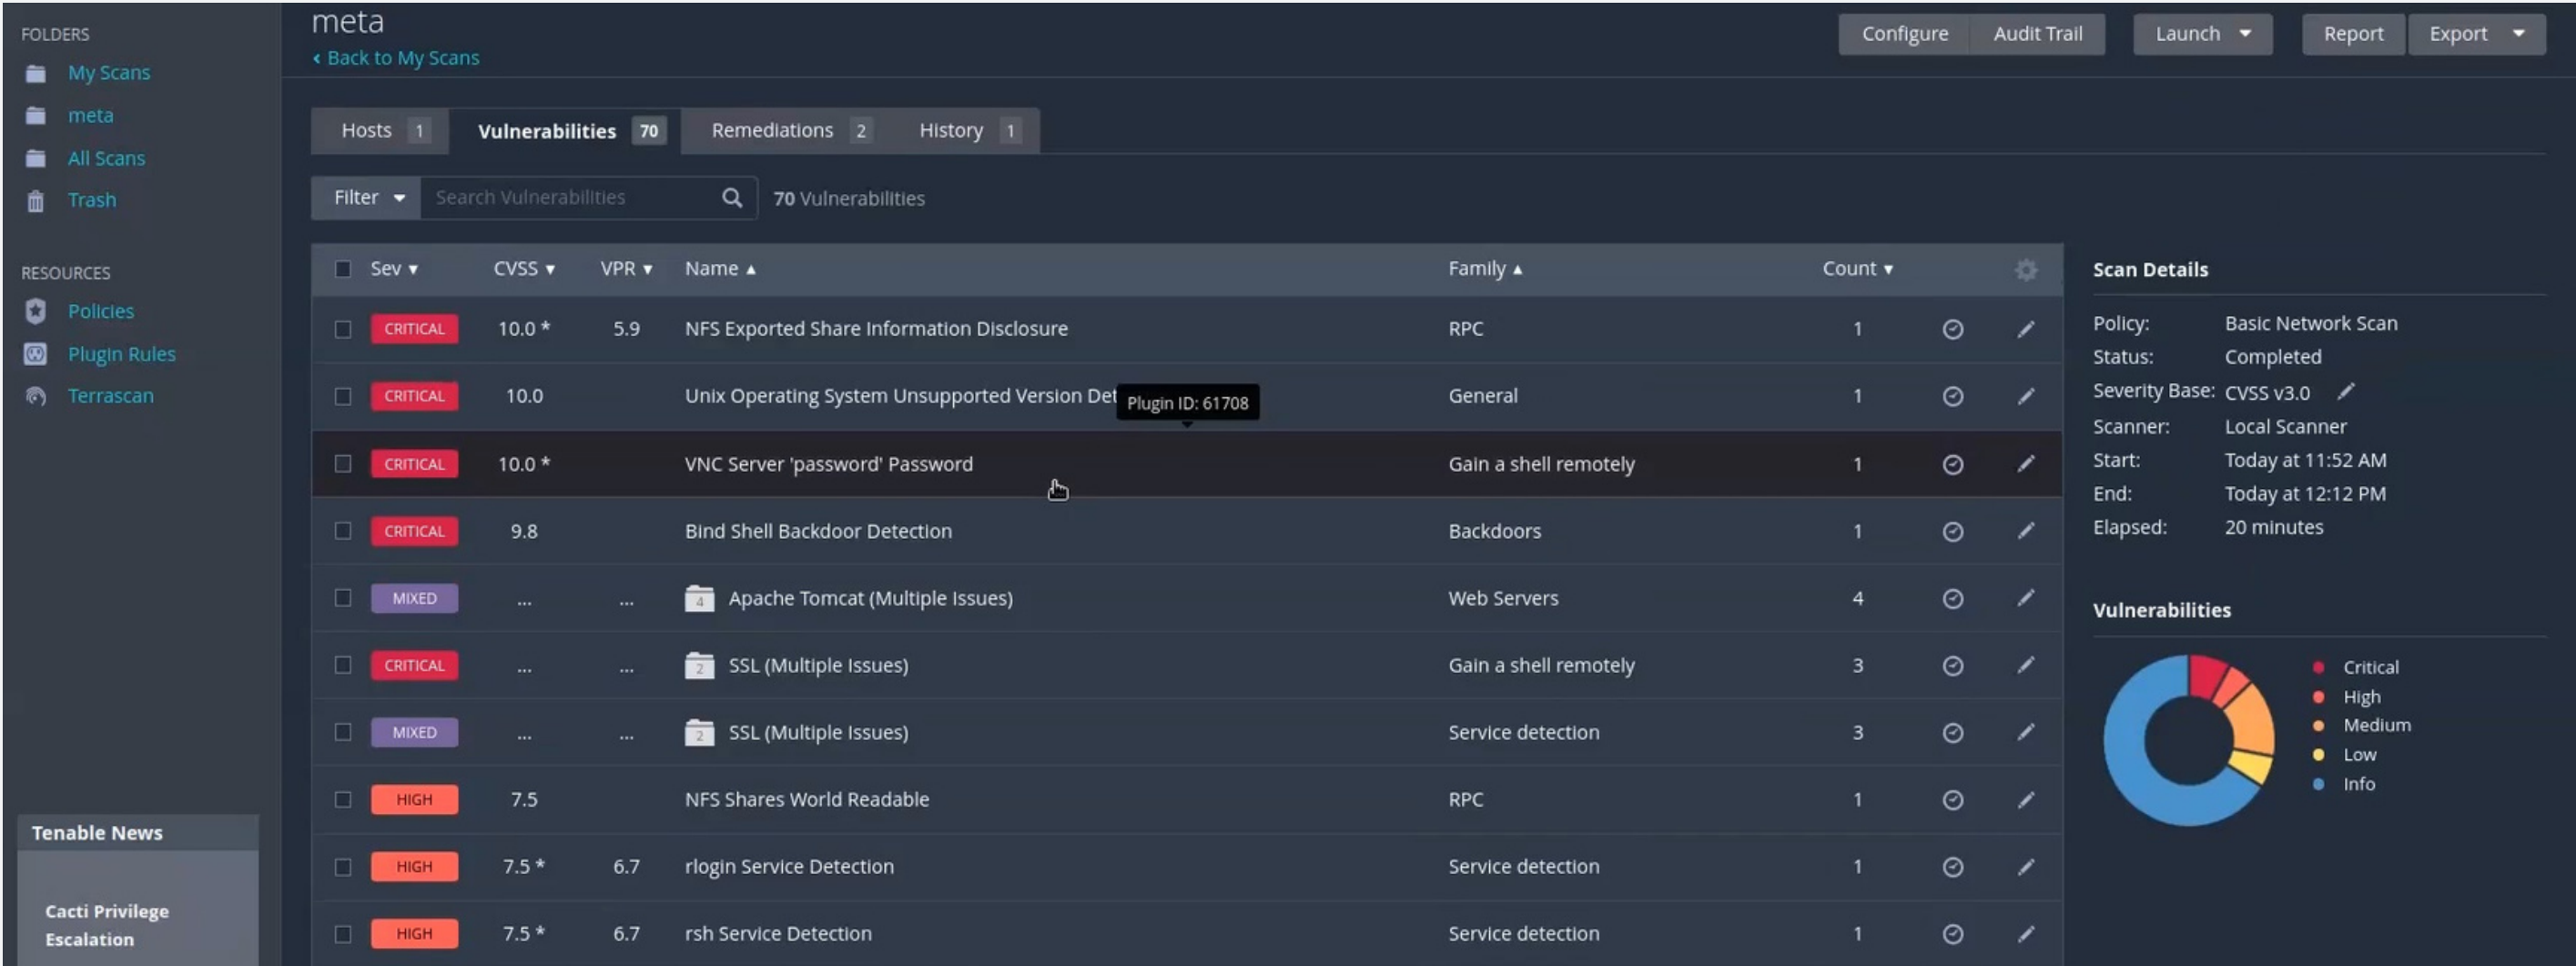 FOLDERS
My Scans
meta
All Scans
Trash
RESOURCES
Policies
Plugin Rules
Terrascan
Tenable News
Cacti Privilege
Escalation
meta
Back to My Scans
Configure Audit Trail Launch Report Export
Hosts 1 Vulnerabilities 70 Remediations 2 History 1
Filter Search Vulnerabilities 70 Vulnerabilities
Sev CVSS VPR Name Family Count
CRITICAL 10.0 * 5.9 NFS Exported Share Information Disclosure RPC 1
CRITICAL 10.0 Unix Operating System Unsupported Version Det General 1
Plugin ID: 61708
CRITICAL 10.0 * VNC Server 'password' Password Gain a shell remotely 1
CRITICAL 9.8 Bind Shell Backdoor Detection Backdoors 1
MIXED ... ... 4 Apache Tomcat (Multiple Issues) Web Servers 4
CRITICAL ... ... 2 SSL (Multiple Issues) Gain a shell remotely 3
MIXED ... ... 2 SSL (Multiple Issues) Service detection 3
HIGH 7.5 NFS Shares World Readable RPC 1
HIGH 7.5 * 6.7 rlogin Service Detection Service detection 1
HIGH 7.5 * 6.7 rsh Service Detection Service detection 1
Scan Details
Policy: Basic Network Scan
Status: Completed
Severity Base: CVSS v3.0
Scanner: Local Scanner
Start: Today at 11:52 AM
End: Today at 12:12 PM
Elapsed: 20 minutes
Vulnerabilities
Critical
High
Medium
Low
Info